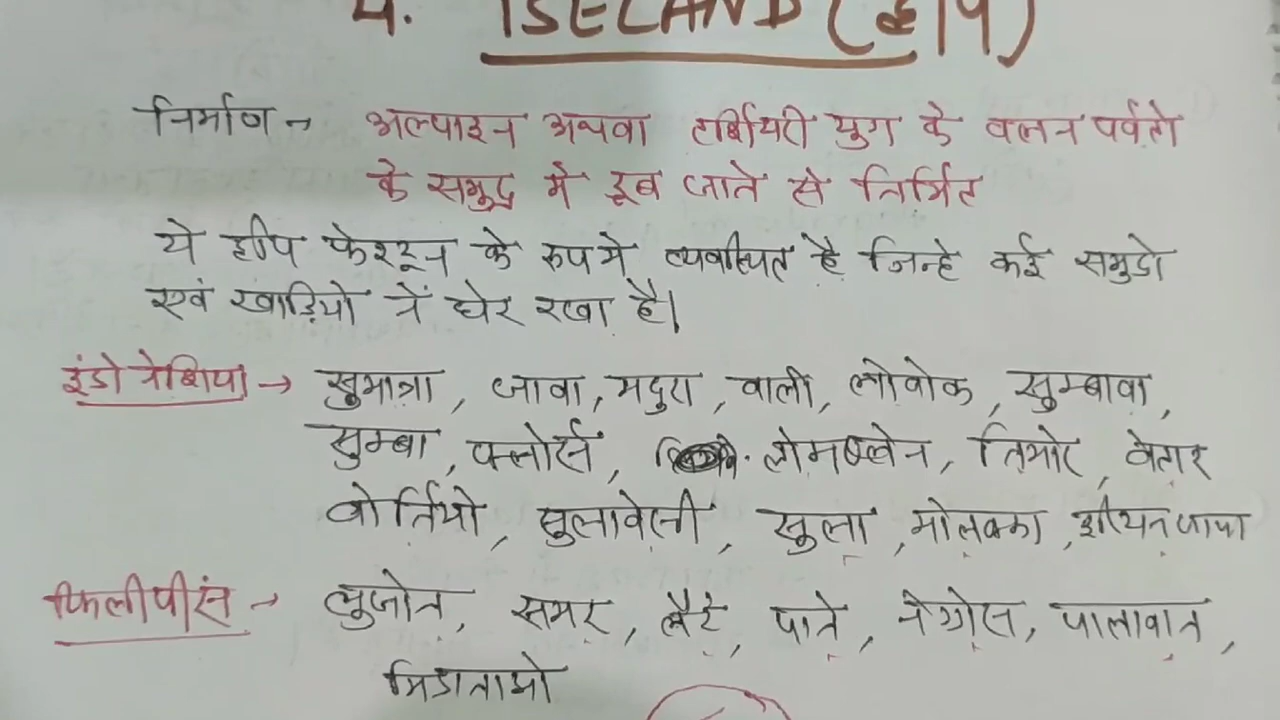 4. ISELAND (द्वीप)
निर्माण → अल्पाइन अथवा टर्शियरी युग के वलन पर्वतो
के समुद्र मे डूब जाते से निर्मित
ये द्वीप फेश्टून के रूप मे व्यवस्थित है जिन्हे कई समुद्रो
एवं खाड़ियो ने घेर रखा है।
इंडोनेशिया → सुमात्रा, जावा, मदुरा, वाली, लोवोक, सुम्बावा,
सुम्बा, फ्लोर्स, लोमब्लेन, तिमोर, वेतार
वोर्नियो, सुलावेसी, सुला, मोलक्का, इरियन जाया
फिलीपींस → लुजोन, समर, लैटे, पाने, नेग्रोस, पालावान,
मिडानाओ